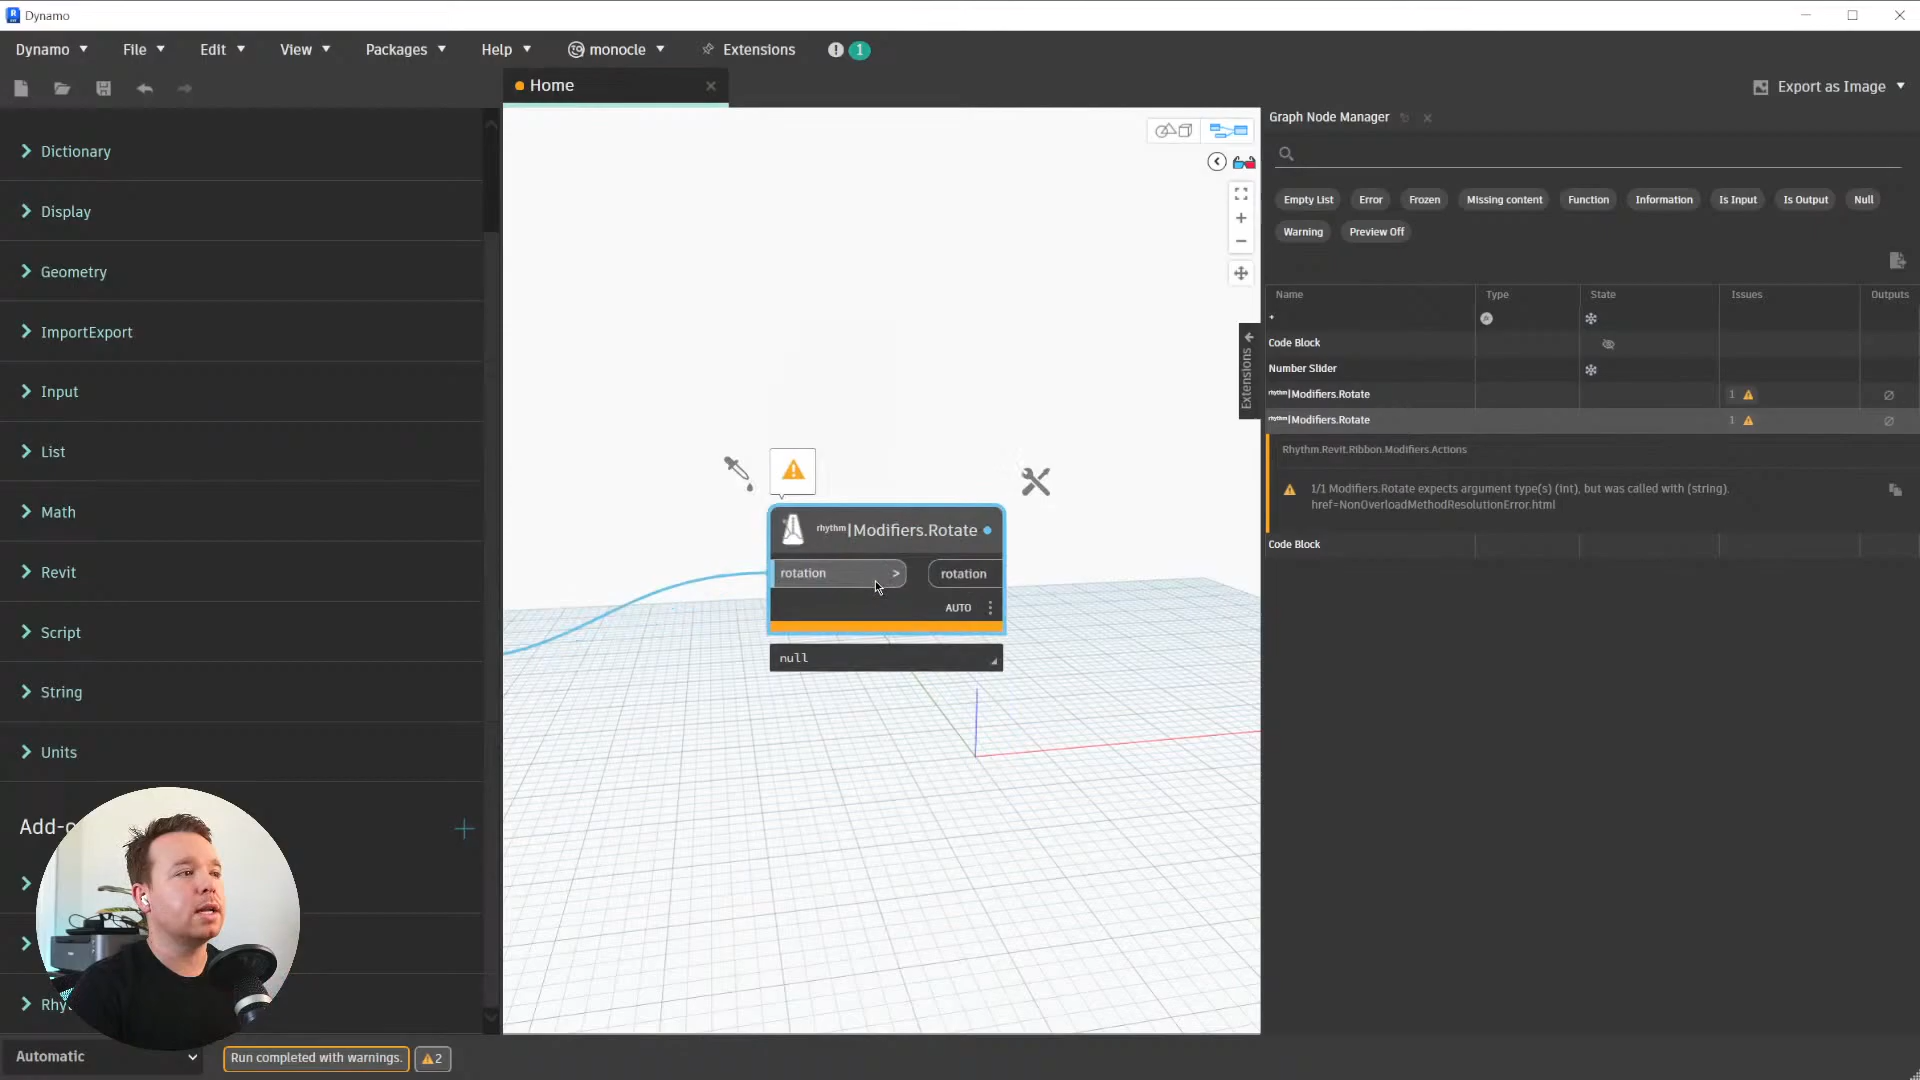 Dynamo
Dynamo
File
Edit
View
Packages
Help
monocle
Extensions
1
Home
Export as Image
Dictionary
Display
Geometry
ImportExport
Input
List
Math
Revit
Script
String
Units
Add-o
Rhy
Automatic
Run completed with warnings.
2
rhythm|Modifiers.Rotate
rotation >
rotation
AUTO
null
Extensions
Graph Node Manager
Empty List
Error
Frozen
Missing content
Function
Information
Is Input
Is Output
Null
Warning
Preview Off
Name
Type
State
Issues
Outputs
+
Code Block
Number Slider
rhythm|Modifiers.Rotate
1
rhythm|Modifiers.Rotate
1
Rhythm.Revit.Ribbon.Modifiers.Actions
1/1 Modifiers.Rotate expects argument type(s) (int), but was called with (string).
href=NonOverloadMethodResolutionError.html
Code Block